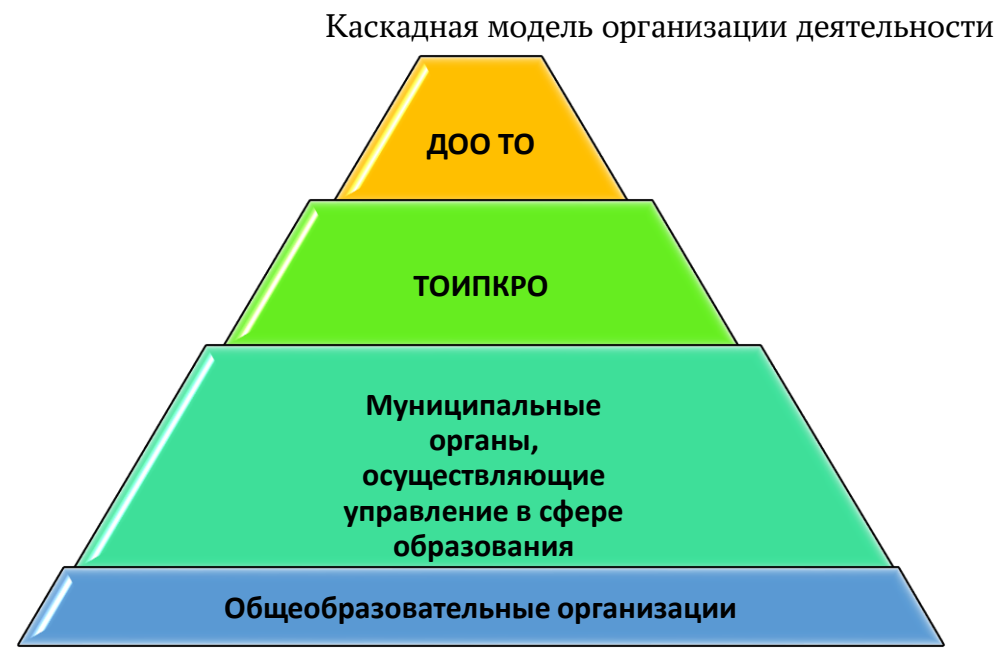 Каскадная модель организации деятельности
ДОО ТО
ТОИПКРО
Муниципальные
органы,
осуществляющие
управление в сфере
образования
Общеобразовательные организации